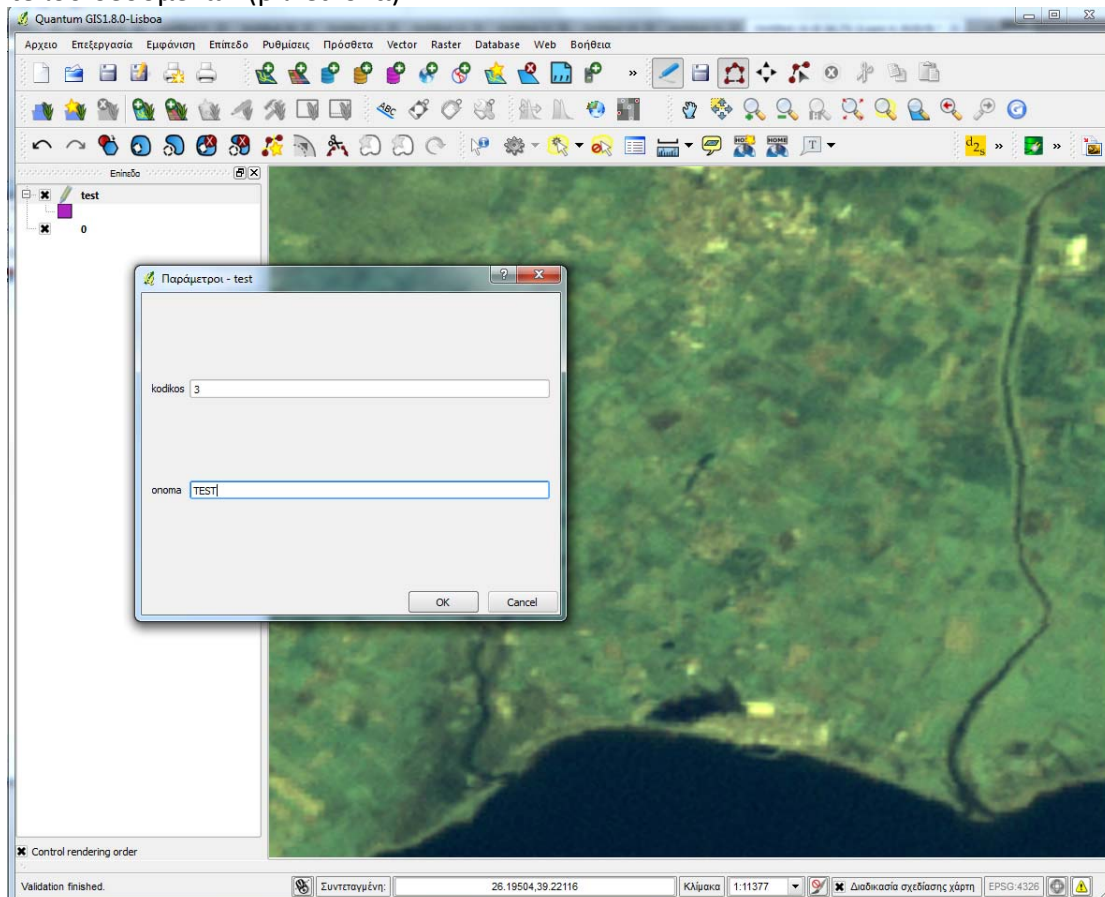 Quantum GIS1.8.0-Lisboa
Αρχειο Επεξεργασία Εμφάνιση Επίπεδο Ρυθμίσεις Πρόσθετα Vector Raster Database Web Βοήθεια
Επίπεδο
test
0
Παράμετροι - test
kodikos 3
onoma TEST
OK Cancel
Control rendering order
Validation finished. Συντεταγμένη: 26.19504,39.22116 Κλίμακα 1:11377 Διαδικασία σχεδίασης χάρτη EPSG:4326